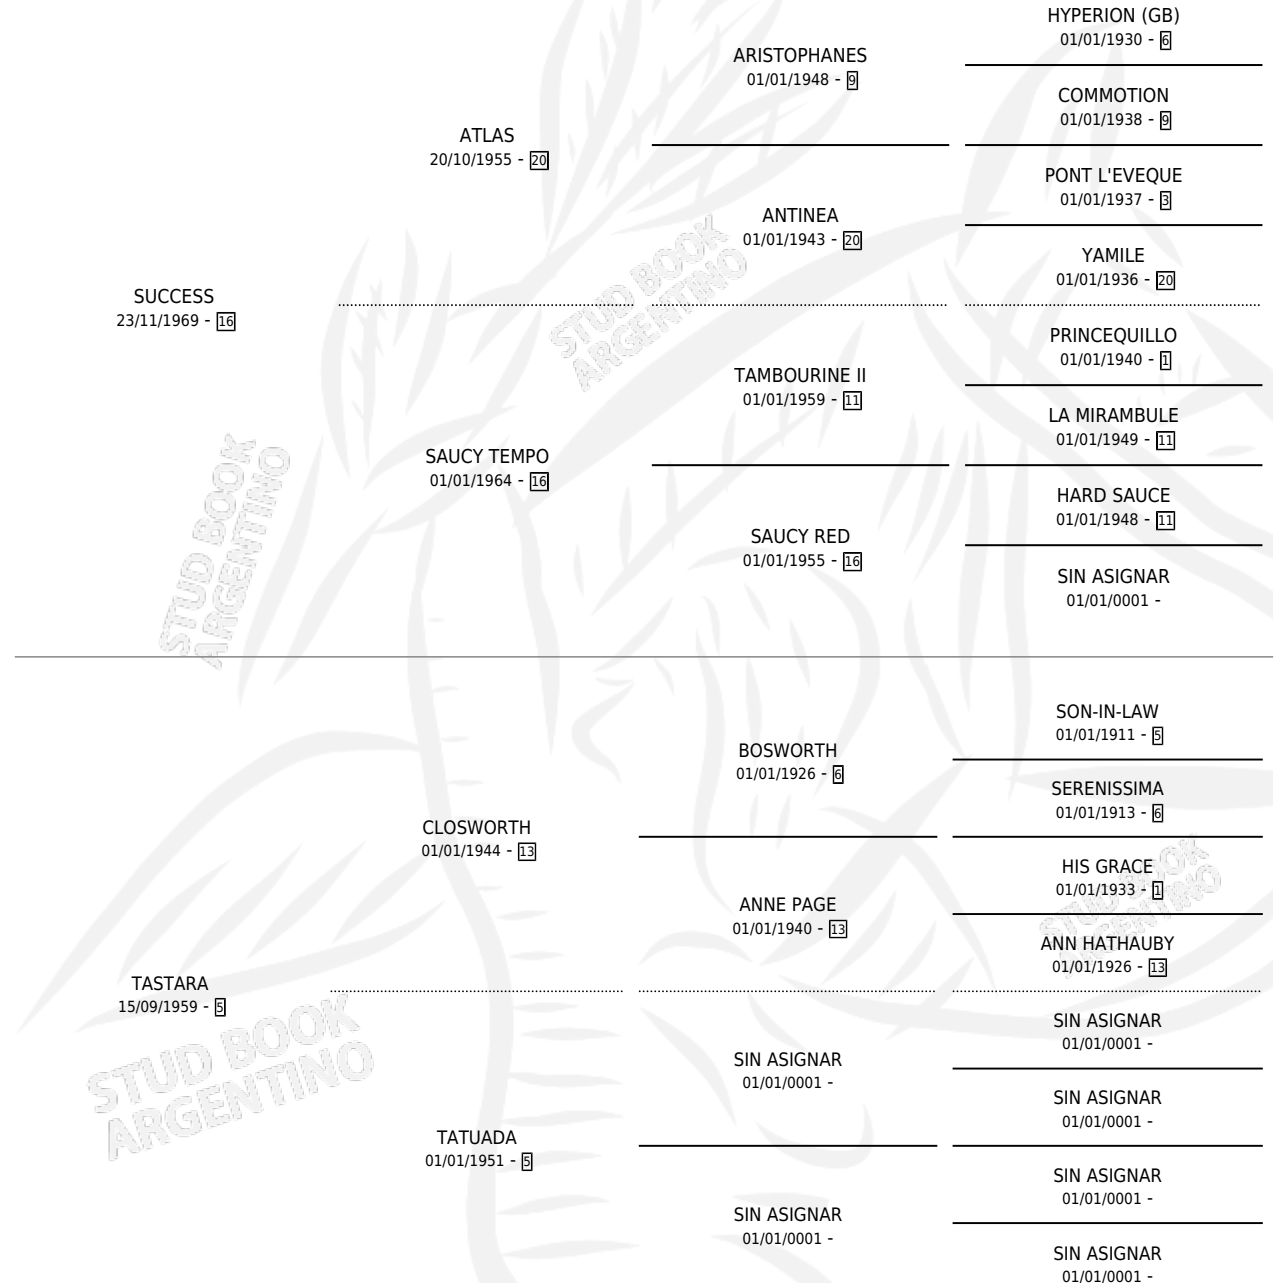 HYPERION (GB)
01/01/1930 - 6
ARISTOPHANES
01/01/1948 - 9
COMMOTION
01/01/1938 - 9
ATLAS
20/10/1955 - 20
PONT L'EVEQUE
01/01/1937 - 3
ANTINEA
01/01/1943 - 20
YAMILE
01/01/1936 - 20
SUCCESS
23/11/1969 - 16
STUD BOOK
ARGENTINO
PRINCEQUILLO
01/01/1940 - 1
TAMBOURINE II
01/01/1959 - 11
LA MIRAMBULE
01/01/1949 - 11
SAUCY TEMPO
01/01/1964 - 16
HARD SAUCE
01/01/1948 - 11
SAUCY RED
01/01/1955 - 16
SIN ASIGNAR
01/01/0001 -
STUD BOOK
ARGENTINO
SON-IN-LAW
01/01/1911 - 5
BOSWORTH
01/01/1926 - 6
SERENISSIMA
01/01/1913 - 6
CLOSWORTH
01/01/1944 - 13
HIS GRACE
01/01/1933 - 1
ANNE PAGE
01/01/1940 - 13
STUD BOOK
ARGENTINO
ANN HATHAUBY
01/01/1926 - 13
TASTARA
15/09/1959 - 5
STUD BOOK
ARGENTINO
SIN ASIGNAR
01/01/0001 -
SIN ASIGNAR
01/01/0001 -
SIN ASIGNAR
01/01/0001 -
TATUADA
01/01/1951 - 5
SIN ASIGNAR
01/01/0001 -
SIN ASIGNAR
01/01/0001 -
SIN ASIGNAR
01/01/0001 -